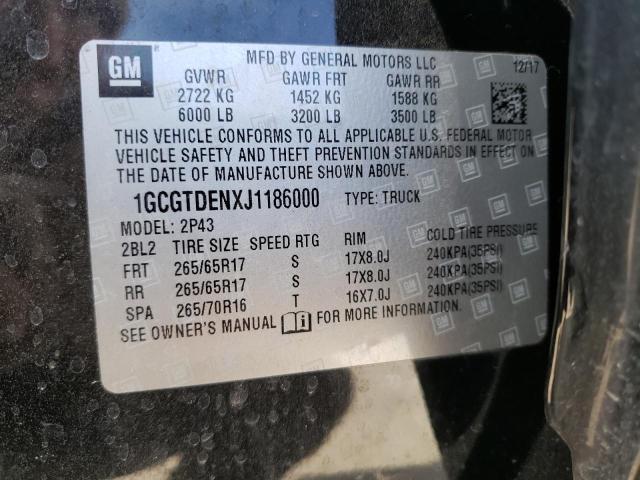 GM
MFD BY GENERAL MOTORS LLC 12/17
GVWR GAWR FRT GAWR RR
2722 KG 1452 KG 1588 KG
6000 LB 3200 LB 3500 LB
THIS VEHICLE CONFORMS TO ALL APPLICABLE U.S. FEDERAL MOTOR
VEHICLE SAFETY AND THEFT PREVENTION STANDARDS IN EFFECT ON
THE DATE OF MANUFACTURE SHOWN ABOVE.
1GCGTDENXJ1186000 TYPE: TRUCK
MODEL: 2P43
2BL2 TIRE SIZE SPEED RTG RIM COLD TIRE PRESSURE
FRT 265/65R17 S 17X8.0J 240KPA(35PSI)
RR 265/65R17 S 17X8.0J 240KPA(35PSI)
SPA 265/70R16 T 16X7.0J 240KPA(35PSI)
SEE OWNER'S MANUAL FOR MORE INFORMATION.